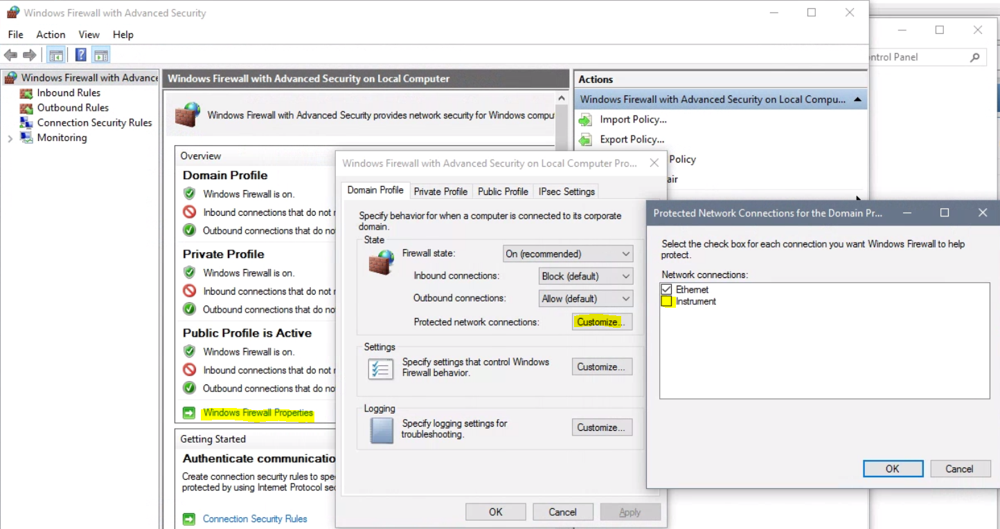 Windows Firewall with Advanced Security
File Action View Help
ontrol Panel
Windows Firewall with Advance
Inbound Rules
Outbound Rules
Connection Security Rules
Monitoring
Windows Firewall with Advanced Security on Local Computer
Windows Firewall with Advanced Security provides network security for Windows compu
Overview
Domain Profile
Windows Firewall is on.
Inbound connections that do not
Outbound connections that do no
Private Profile
Windows Firewall is on.
Inbound connections that do not
Outbound connections that do no
Public Profile is Active
Windows Firewall is on.
Inbound connections that do not
Outbound connections that do no
Windows Firewall Properties
Getting Started
Authenticate communicatio
Create connection security rules to spe
protected by using Internet Protocol se
Connection Security Rules
Actions
Windows Firewall with Advanced Security on Local Compu...
Import Policy...
Export Policy...
Policy
air
Windows Firewall with Advanced Security on Local Computer Pro...
Domain Profile Private Profile Public Profile IPsec Settings
Specify behavior for when a computer is connected to its corporate
domain.
State
Firewall state: On (recommended)
Inbound connections: Block (default)
Outbound connections: Allow (default)
Protected network connections: Customize...
Settings
Specify settings that control Windows
Firewall behavior.
Customize...
Logging
Specify logging settings for
troubleshooting.
Customize...
OK Cancel Apply
Protected Network Connections for the Domain Pr...
Select the check box for each connection you want Windows Firewall to help
protect.
Network connections:
Ethernet
Instrument
OK Cancel